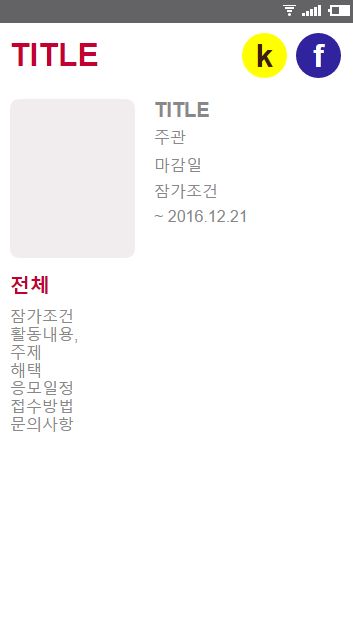 TITLE
k
f
TITLE
주관
마감일
잠가조건
~ 2016.12.21
전체
잠가조건
활동내용,
주제
해택
응모일정
접수방법
문의사항